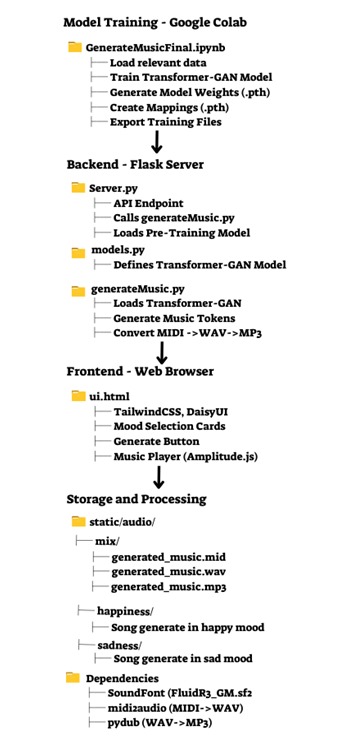 Model Training - Google Colab
GenerateMusicFinal.ipynb
Load relevant data
Train Transformer-GAN Model
Generate Model Weights (.pth)
Create Mappings (.pth)
Export Training Files
Backend - Flask Server
Server.py
API Endpoint
Calls generateMusic.py
Loads Pre-Training Model
models.py
Defines Transformer-GAN Model
generateMusic.py
Loads Transformer-GAN
Generate Music Tokens
Convert MIDI ->WAV->MP3
Frontend - Web Browser
ui.html
TailwindCSS, DaisyUI
Mood Selection Cards
Generate Button
Music Player (Amplitude.js)
Storage and Processing
static/audio/
mix/
generated_music.mid
generated_music.wav
generated_music.mp3
happiness/
Song generate in happy mood
sadness/
Song generate in sad mood
Dependencies
SoundFont (FluidR3_GM.sf2
midi2audio (MIDI->WAV)
pydub (WAV->MP3)